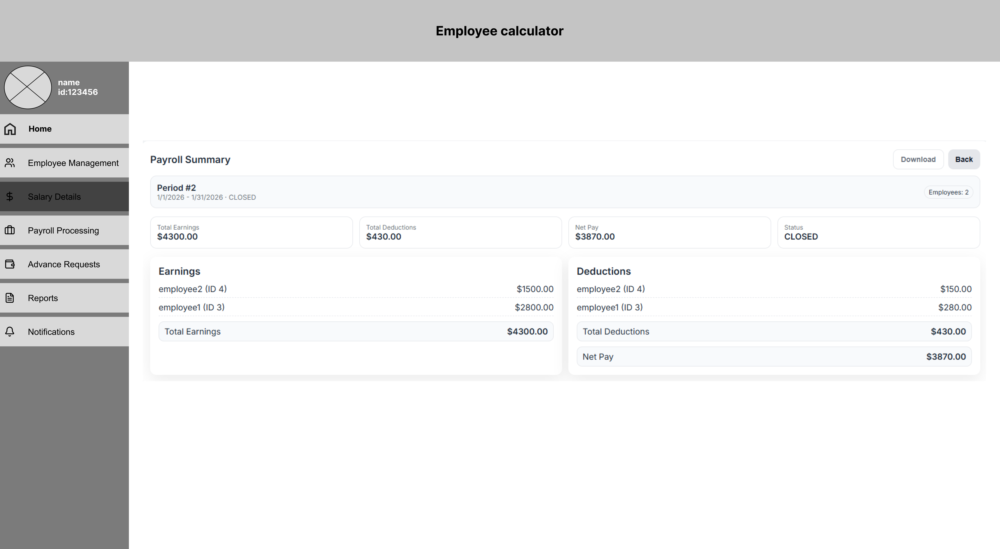 Employee calculator
name
id:123456
Home
Employee Management
Salary Details
Payroll Processing
Advance Requests
Reports
Notifications
Payroll Summary
Download
Back
Period #2
1/1/2026 - 1/31/2026 · CLOSED
Employees: 2
Total Earnings
$4300.00
Total Deductions
$430.00
Net Pay
$3870.00
Status
CLOSED
Earnings
employee2 (ID 4) $1500.00
employee1 (ID 3) $2800.00
Total Earnings $4300.00
Deductions
employee2 (ID 4) $150.00
employee1 (ID 3) $280.00
Total Deductions $430.00
Net Pay $3870.00